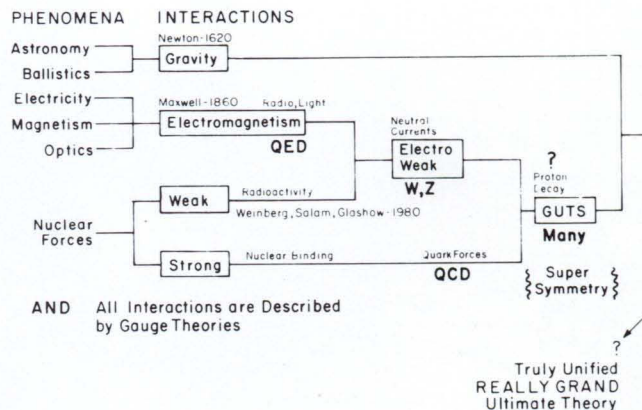 PHENOMENA INTERACTIONS
Newton-1620
Astronomy
Gravity
Ballistics
Electricity
Maxwell-1860 Radio, Light
Magnetism
Electromagnetism
Optics
QED
Neutral
Currents
Electro
Weak
W,Z
?
Proton
Decay
GUTS
Many
Nuclear
Forces
Weak
Radioactivity
Weinberg, Salam, Glashow-1980
Strong
Nuclear Binding
Quark Forces
QCD
Super
Symmetry
AND All Interactions are Described
by Gauge Theories
?
Truly Unified
REALLY GRAND
Ultimate Theory